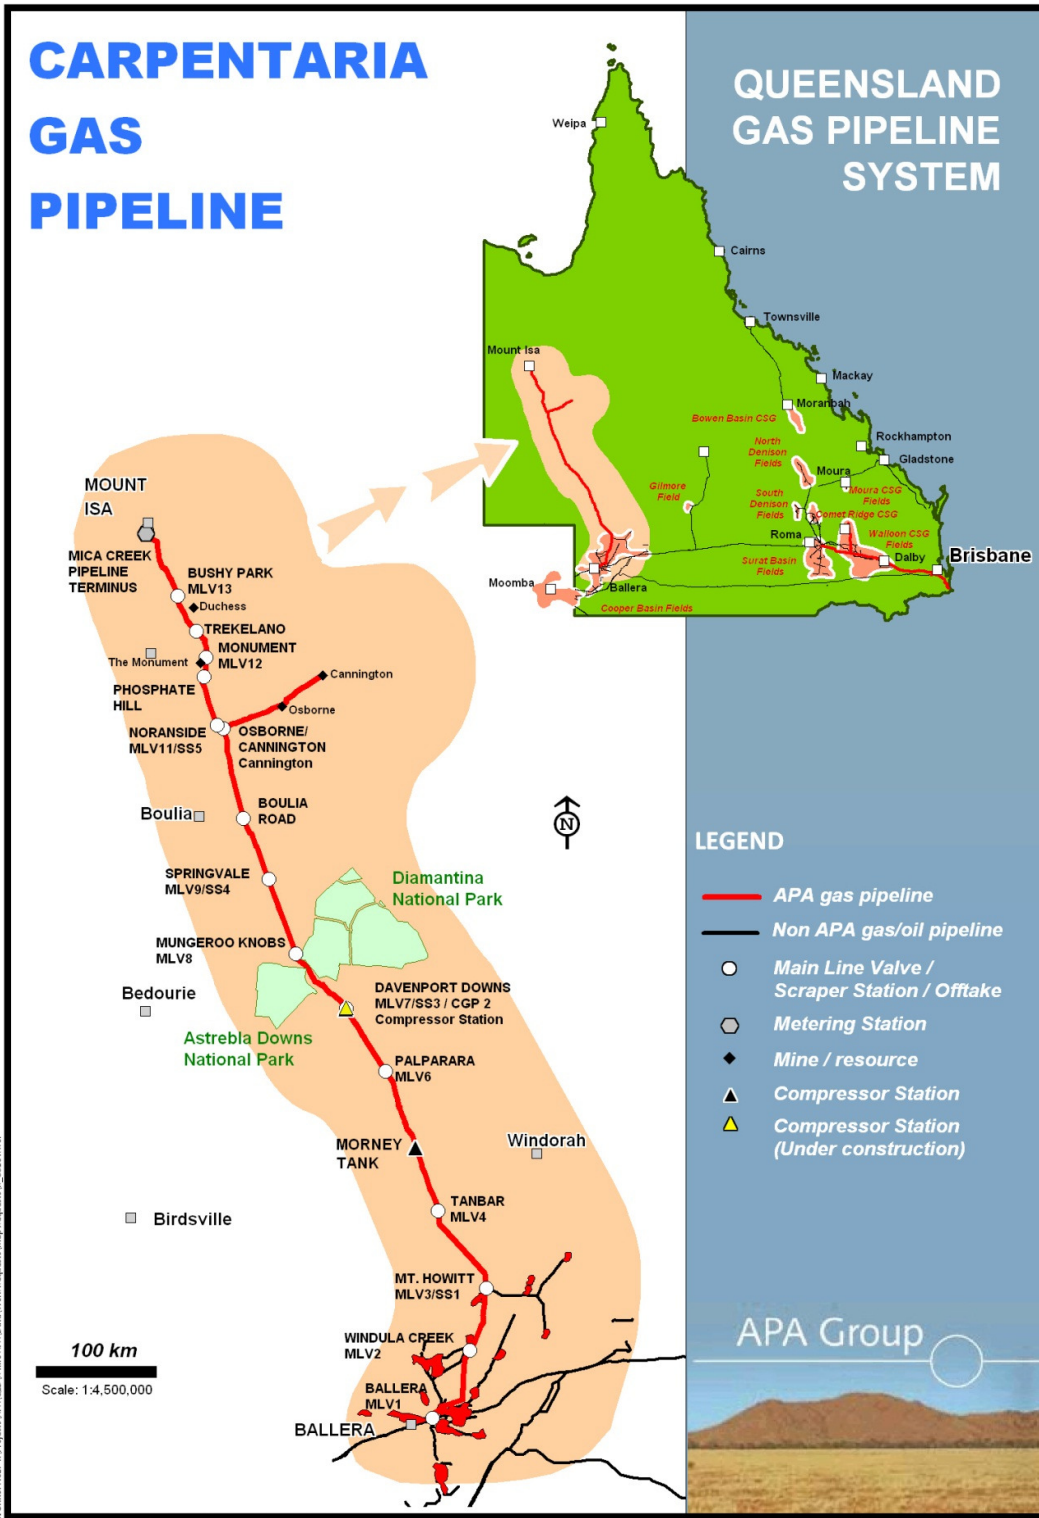 CARPENTARIA
GAS
PIPELINE
QUEENSLAND
GAS PIPELINE
SYSTEM
Weipa
Cairns
Townsville
Mount Isa
Mackay
Moranbah
Bowen Basin CSG
Rockhampton
North
Denison
Fields
Gladstone
Moura
Gilmore
Field
South
Denison
Fields
Moura CSG
Fields
Comet Ridge CSG
Roma
Walloon CSG
Fields
Brisbane
Dalby
Surat Basin
Fields
Moomba
Ballera
Cooper Basin Fields
MOUNT
ISA
MICA CREEK
PIPELINE
TERMINUS
BUSHY PARK
MLV13
Duchess
TREKELANO
MONUMENT
MLV12
The Monument
PHOSPHATE
HILL
Cannington
Osborne
NORANSIDE
MLV11/SS5
OSBORNE/
CANNINGTON
Cannington
BOULIA
ROAD
Boulia
SPRINGVALE
MLV9/SS4
Diamantina
National Park
MUNGEROO KNOBS
MLV8
Bedourie
DAVENPORT DOWNS
MLV7/SS3 / CGP 2
Compressor Station
Astrebla Downs
National Park
PALPARARA
MLV6
MORNEY
TANK
Windorah
TANBAR
MLV4
Birdsville
MT. HOWITT
MLV3/SS1
WINDULA CREEK
MLV2
BALLERA
MLV1
BALLERA
100 km
Scale: 1:4,500,000
N
LEGEND
APA gas pipeline
Non APA gas/oil pipeline
Main Line Valve /
Scraper Station / Offtake
Metering Station
Mine / resource
Compressor Station
Compressor Station
(Under construction)
APA Group